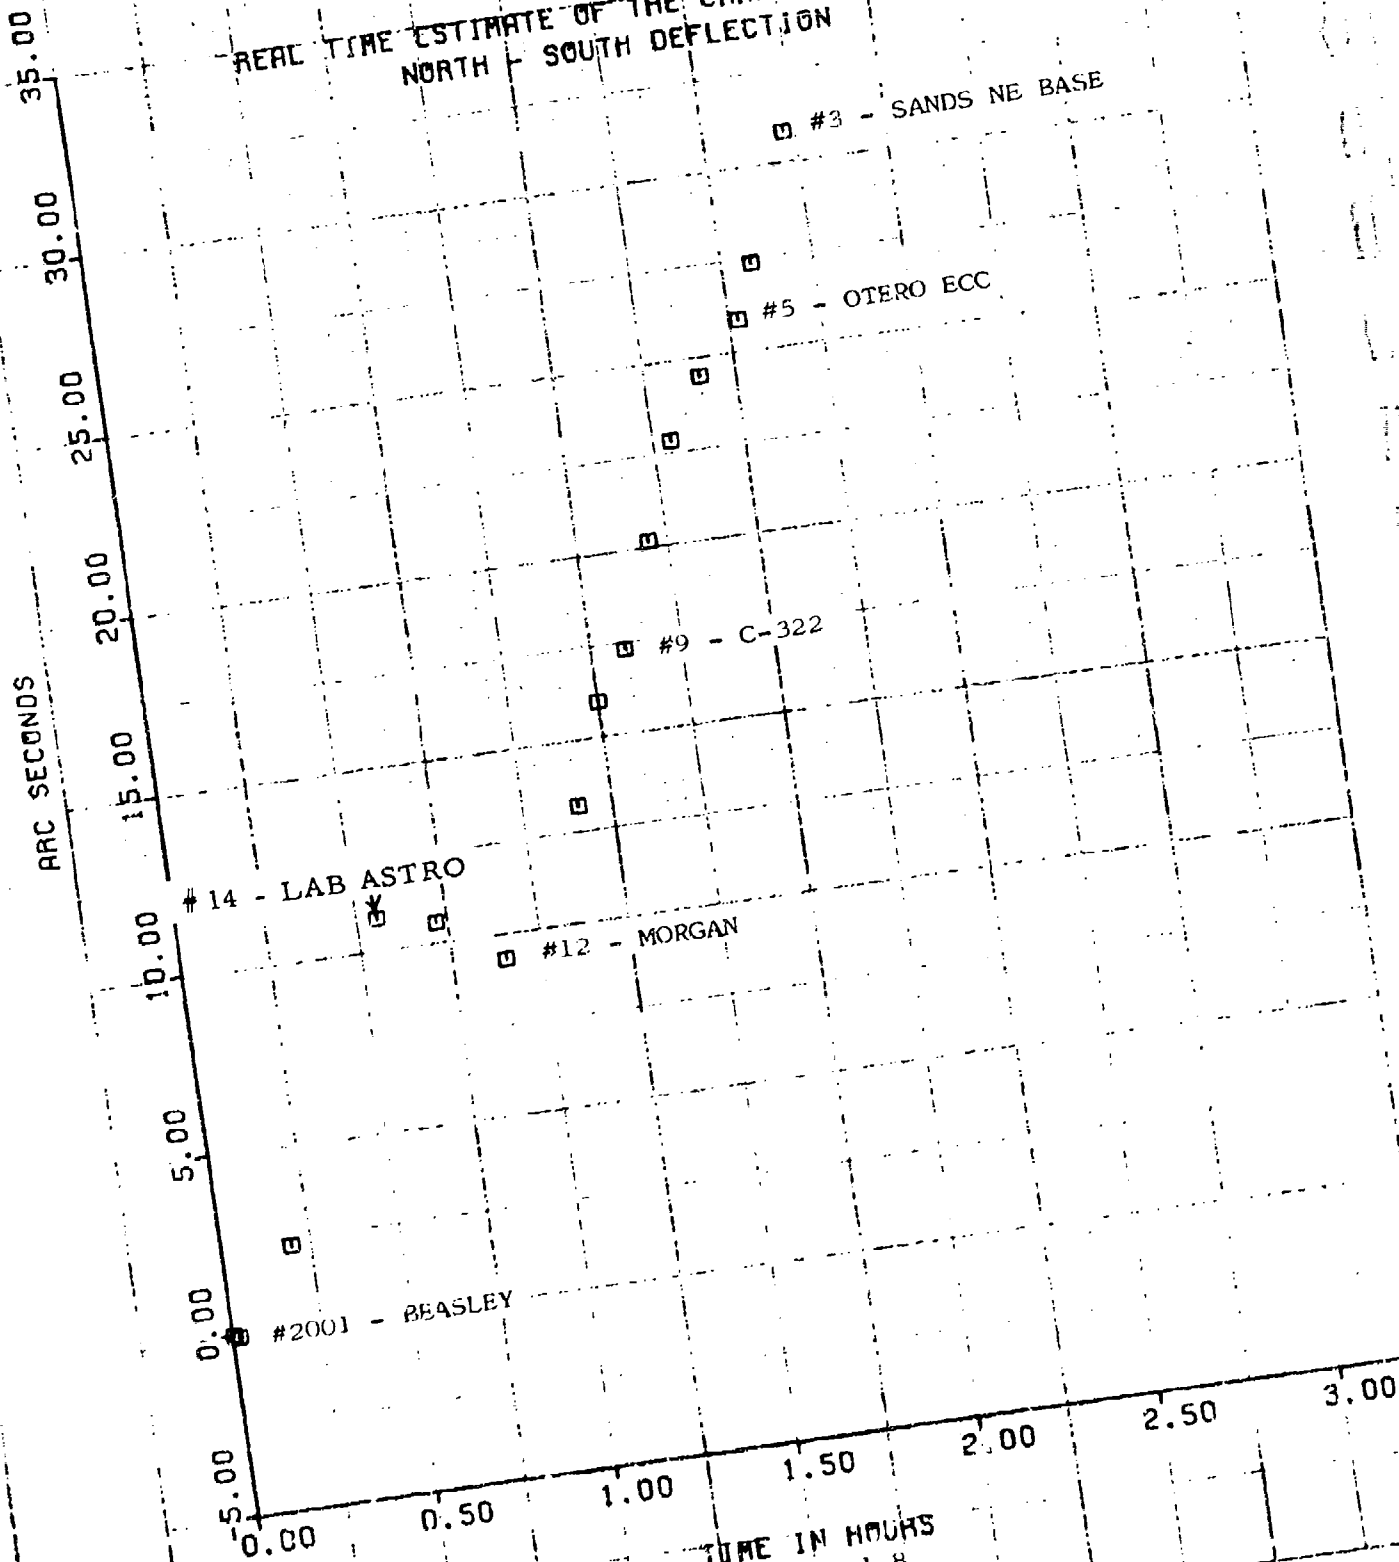 REAL TIME ESTIMATE OF THE
NORTH - SOUTH DEFLECTION
35.00
30.00
25.00
20.00
15.00
10.00
5.00
0.00
-5.00
ARC SECONDS
#3 - SANDS NE BASE
#5 - OTERO ECC
#9 - C-322
#14 - LAB ASTRO
#12 - MORGAN
#2001 - BEASLEY
0.00
0.50
1.00
1.50
2.00
2.50
3.00
TIME IN HOURS